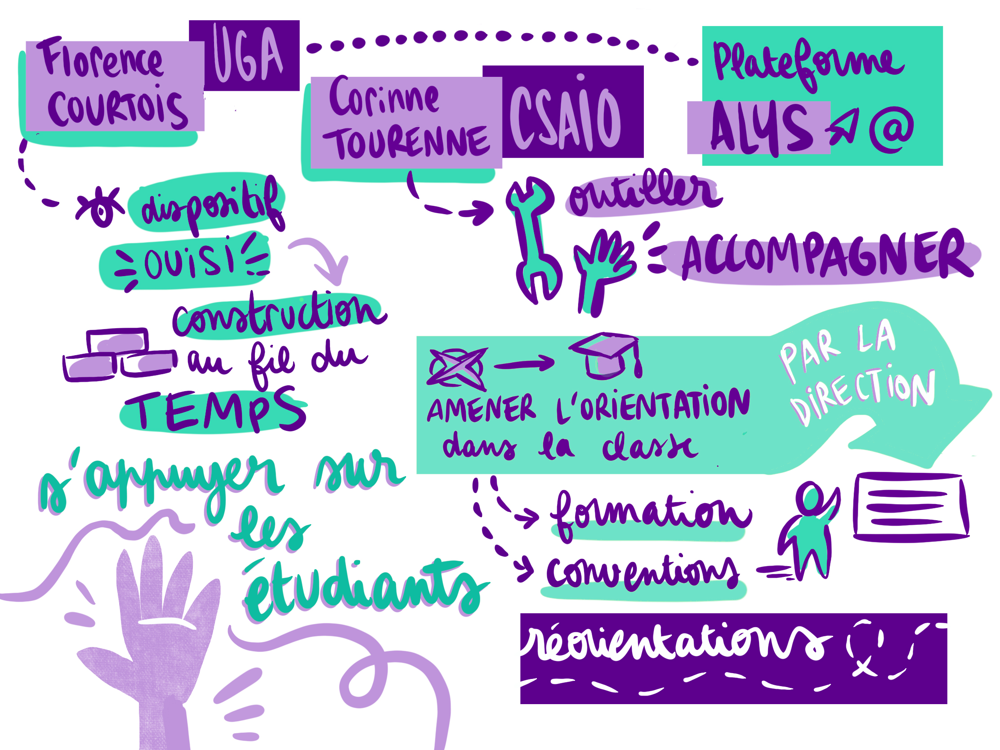 Florence
COURTOIS
UGA
Corinne
TOURENNE
CSAIO
Plateforme
ALYS @
dispositif
OUiSi
construction
au fil du
TEMPS
s'appuyer sur
les
étudiants
outiller
ACCOMPAGNER
AMENER L'ORiENTATiON
dans la classe
PAR LA
DiRECTiON
formation
conventions
réorientations